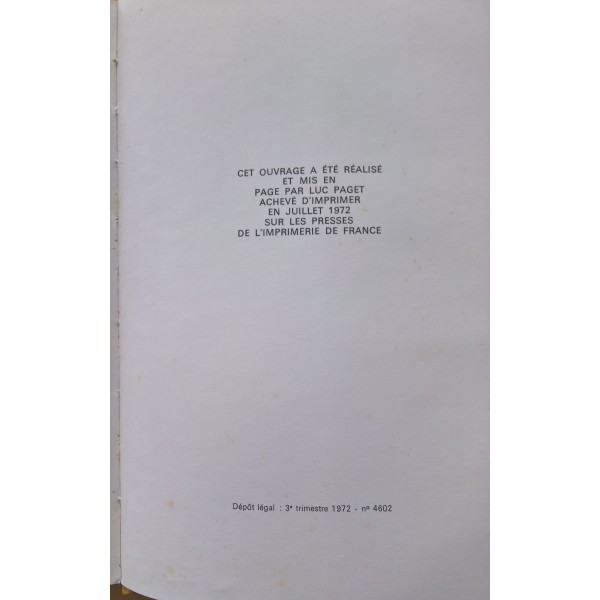 CET OUVRAGE A ÉTÉ RÉALISÉ
ET MIS EN
PAGE PAR LUC PAGET
ACHEVÉ D'IMPRIMER
EN JUILLET 1972
SUR LES PRESSES
DE L'IMPRIMERIE DE FRANCE
Dépôt légal : 3e trimestre 1972 - nº 4602